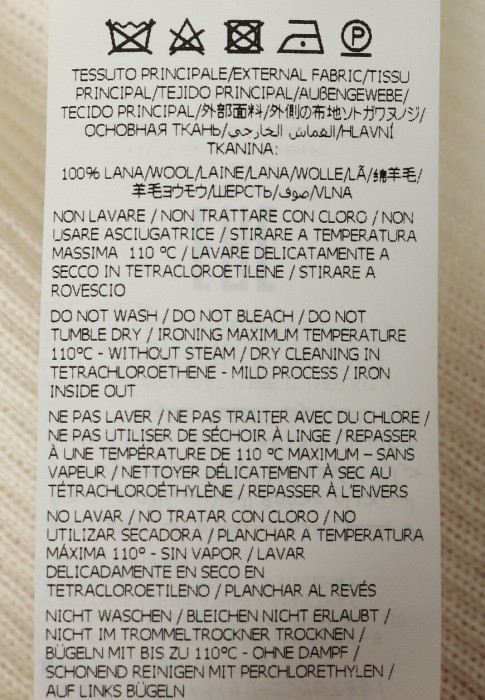 TESSUTO PRINCIPALE/EXTERNAL FABRIC/TISSU
PRINCIPAL/TEJIDO PRINCIPAL/AUßENGEWEBE/
TECIDO PRINCIPAL/外部面料/外側の布地ソトガワヌノジ/
ОСНОВНАЯ ТКАНЬ/القماش الخارجي/HLAVNÍ
TKANINA:
100% LANA/WOOL/LAINE/LANA/WOLLE/LÃ/绵羊毛/
羊毛ヨウモウ/ШЕРСТЬ/صوف/VLNA
NON LAVARE / NON TRATTARE CON CLORO / NON
USARE ASCIUGATRICE / STIRARE A TEMPERATURA
MASSIMA 110 °C / LAVARE DELICATAMENTE A
SECCO IN TETRACLOROETILENE / STIRARE A
ROVESCIO
DO NOT WASH / DO NOT BLEACH / DO NOT
TUMBLE DRY / IRONING MAXIMUM TEMPERATURE
110°C - WITHOUT STEAM / DRY CLEANING IN
TETRACHLOROETHENE - MILD PROCESS / IRON
INSIDE OUT
NE PAS LAVER / NE PAS TRAITER AVEC DU CHLORE /
NE PAS UTILISER DE SÉCHOIR À LINGE / REPASSER
À UNE TEMPÉRATURE DE 110 °C MAXIMUM – SANS
VAPEUR / NETTOYER DÉLICATEMENT À SEC AU
TÉTRACHLOROÉTHYLÈNE / REPASSER À L'ENVERS
NO LAVAR / NO TRATAR CON CLORO / NO
UTILIZAR SECADORA / PLANCHAR A TEMPERATURA
MÁXIMA 110° - SIN VAPOR / LAVAR
DELICADAMENTE EN SECO EN
TETRACLOROETILENO / PLANCHAR AL REVÉS
NICHT WASCHEN / BLEICHEN NICHT ERLAUBT /
NICHT IM TROMMELTROCKNER TROCKNEN /
BÜGELN MIT BIS ZU 110°C - OHNE DAMPF /
SCHONEND REINIGEN MIT PERCHLORETHYLEN /
AUF LINKS BÜGELN